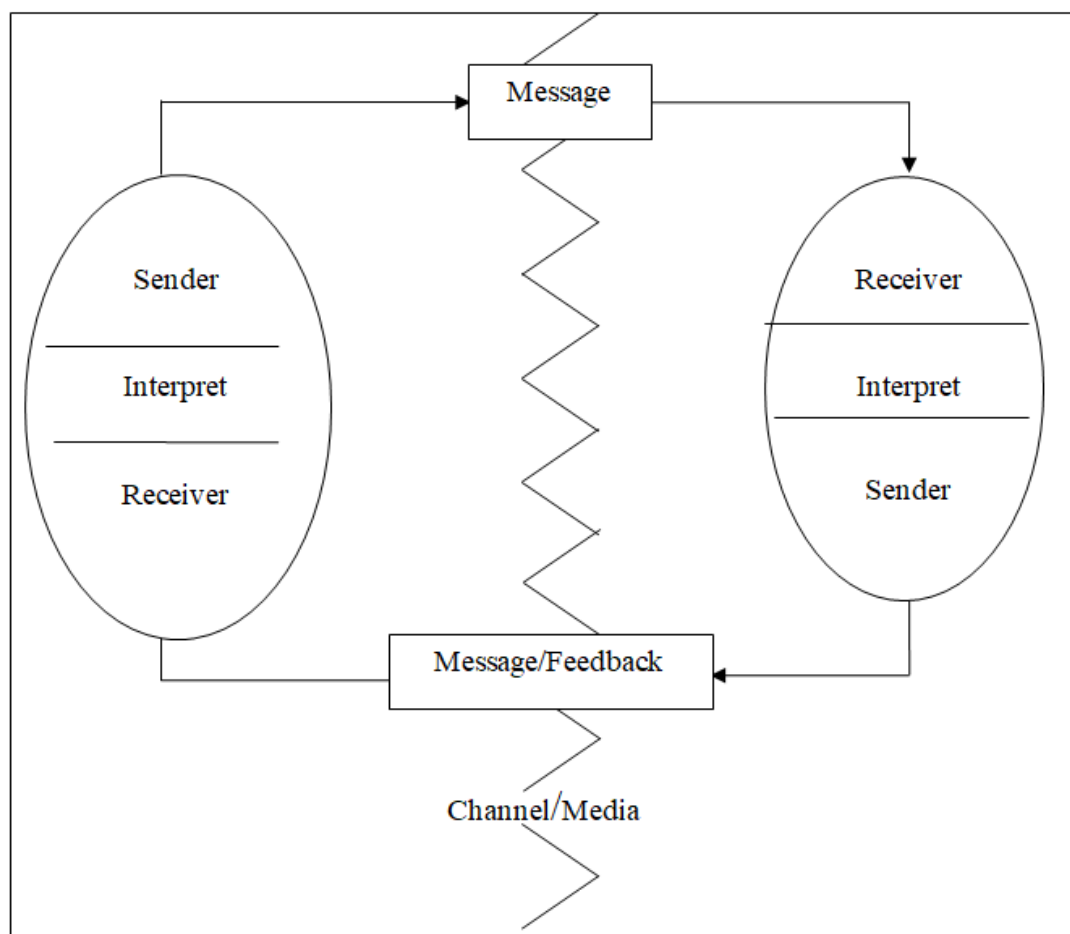 Message
Sender
Interpret
Receiver
Receiver
Interpret
Sender
Message/Feedback
Channel/Media